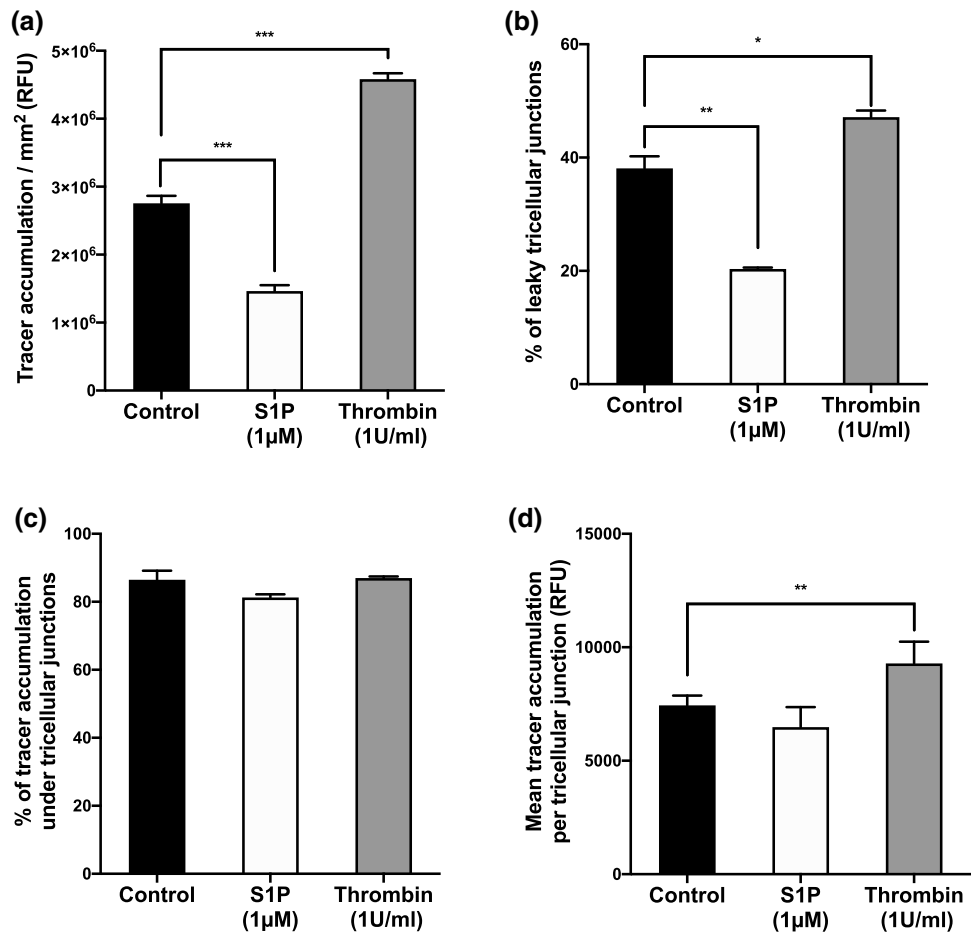 (a)
Tracer accumulation / mm² (RFU)
5×10⁶
4×10⁶
3×10⁶
2×10⁶
1×10⁶
0
***
***
Control
S1P
(1µM)
Thrombin
(1U/ml)
(b)
% of leaky tricellular junctions
60
40
20
0
*
**
Control
S1P
(1µM)
Thrombin
(1U/ml)
(c)
% of tracer accumulation
under tricellular junctions
100
80
60
40
20
0
Control
S1P
(1µM)
Thrombin
(1U/ml)
(d)
Mean tracer accumulation
per tricellular junction (RFU)
15000
10000
5000
0
**
Control
S1P
(1µM)
Thrombin
(1U/ml)